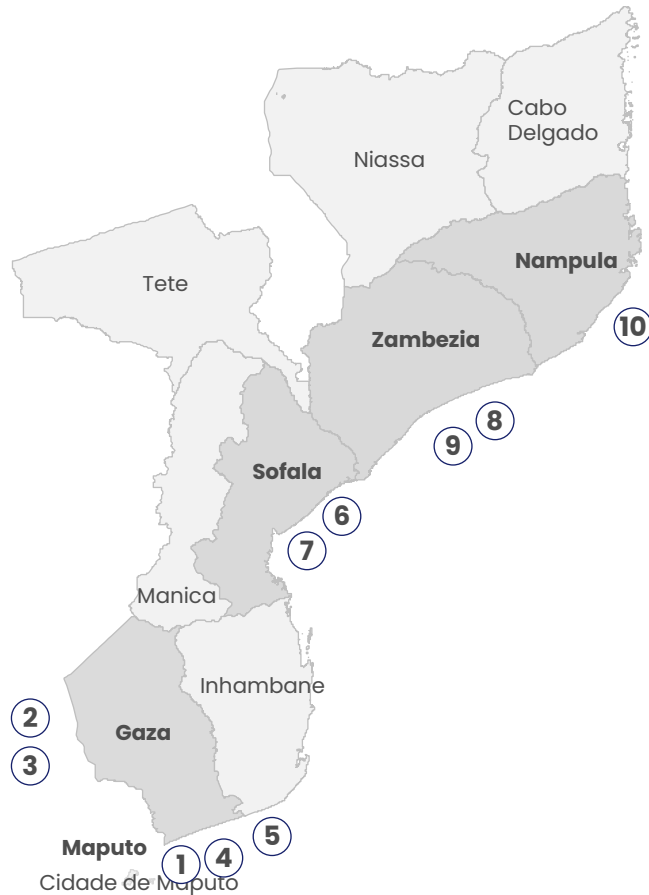 Cabo
Delgado
Niassa
Nampula
Tete
10
Zambezia
8
9
Sofala
6
7
Manica
Inhambane
2
Gaza
3
5
Maputo
1
4
Cidade de Maputo